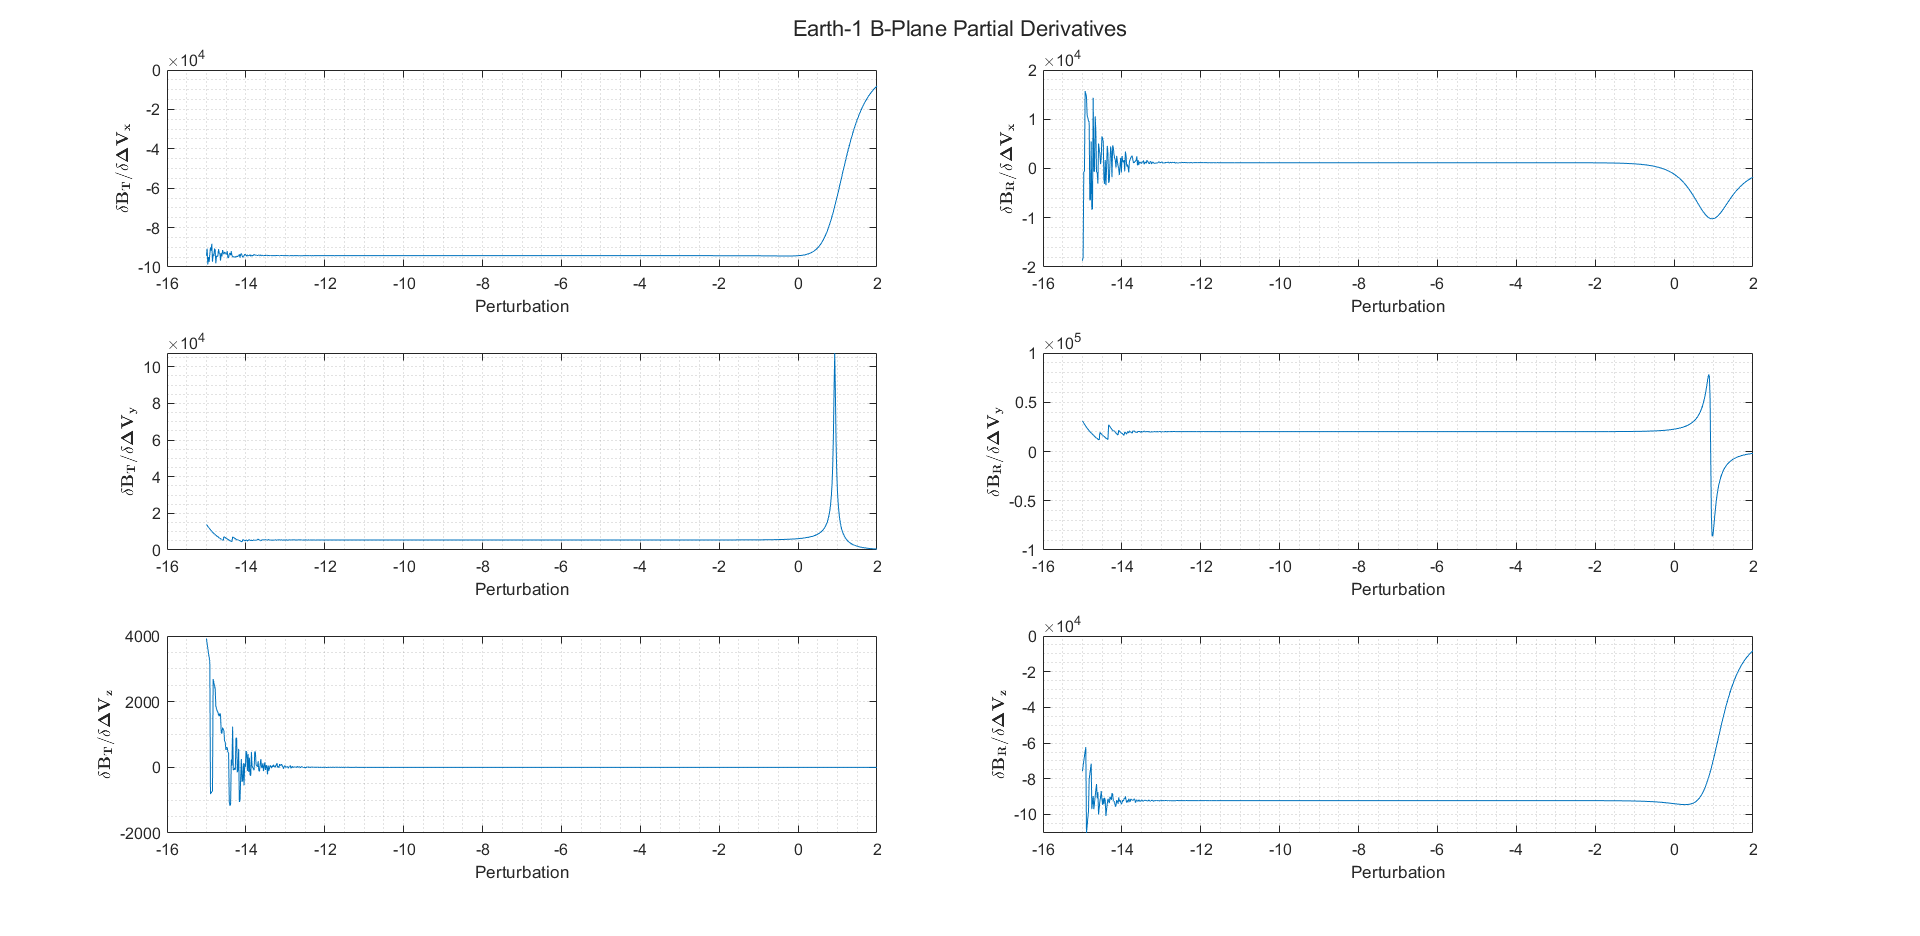 Earth-1 B-Plane Partial Derivatives
×10⁴
0
-2
-4
-6
-8
-10
δB_T/δΔV_x
-16 -14 -12 -10 -8 -6 -4 -2 0 2
Perturbation
×10⁴
2
1
0
-1
-2
δB_R/δΔV_x
-16 -14 -12 -10 -8 -6 -4 -2 0 2
Perturbation
×10⁴
10
8
6
4
2
0
δB_T/δΔV_y
-16 -14 -12 -10 -8 -6 -4 -2 0 2
Perturbation
×10⁵
1
0.5
0
-0.5
-1
δB_R/δΔV_y
-16 -14 -12 -10 -8 -6 -4 -2 0 2
Perturbation
4000
2000
0
-2000
δB_T/δΔV_z
-16 -14 -12 -10 -8 -6 -4 -2 0 2
Perturbation
×10⁴
0
-2
-4
-6
-8
-10
δB_R/δΔV_z
-16 -14 -12 -10 -8 -6 -4 -2 0 2
Perturbation